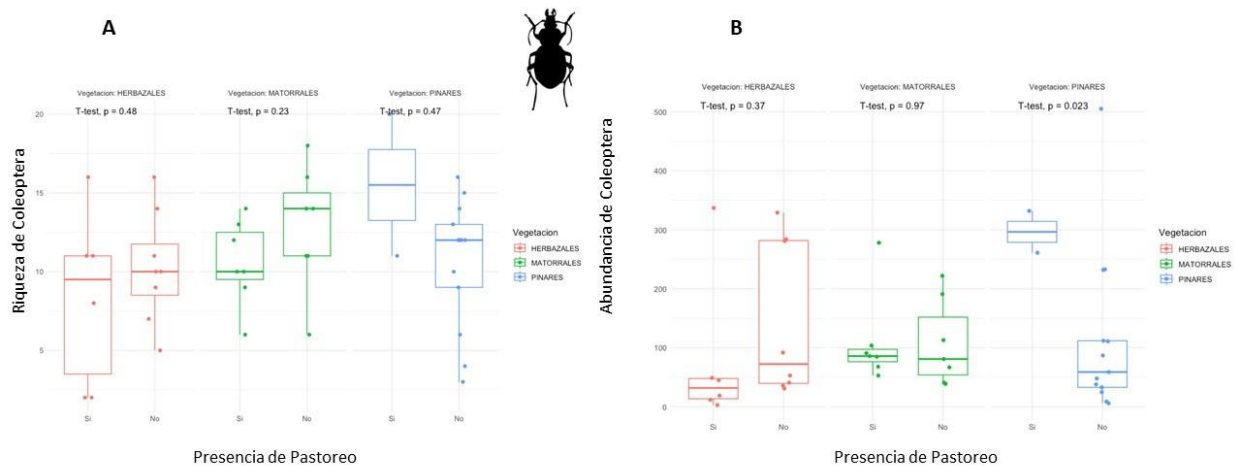 A
Riqueza de Coleoptera
Vegetacion: HERBAZALES
Vegetacion: MATORRALES
Vegetacion: PINARES
T-test, p = 0.48
T-test, p = 0.23
T-test, p = 0.47
20
15
10
5
Si
No
Si
No
Si
No
Presencia de Pastoreo
Vegetacion
HERBAZALES
MATORRALES
PINARES
B
Abundancia de Coleoptera
Vegetacion: HERBAZALES
Vegetacion: MATORRALES
Vegetacion: PINARES
T-test, p = 0.37
T-test, p = 0.97
T-test, p = 0.023
500
400
300
200
100
0
Si
No
Si
No
Si
No
Presencia de Pastoreo
Vegetacion
HERBAZALES
MATORRALES
PINARES